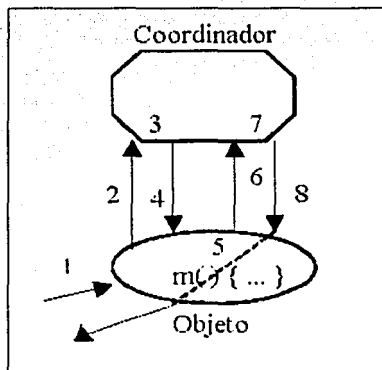 Coordinador
3 7
2 4 6 8
5
1
m( ) { ... }
Objeto